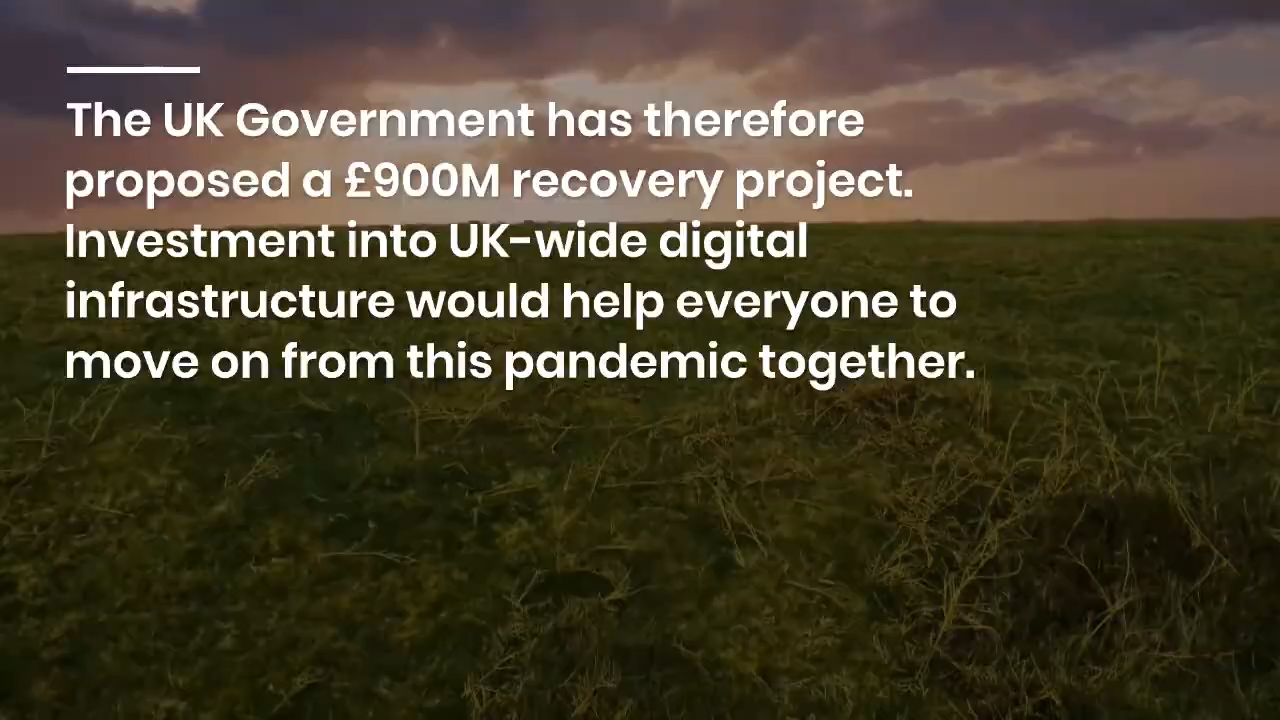 The UK Government has therefore
proposed a £900M recovery project.
Investment into UK-wide digital
infrastructure would help everyone to
move on from this pandemic together.